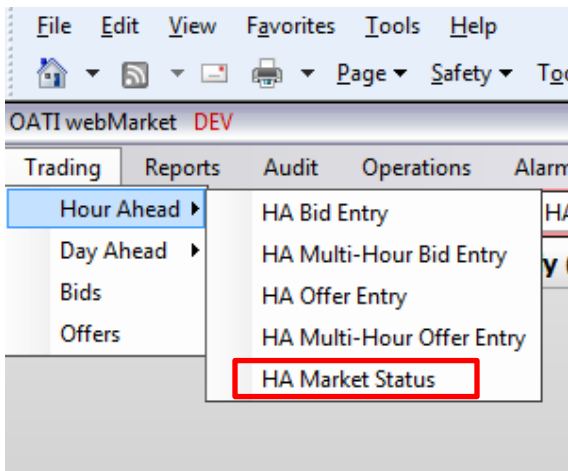 File Edit View Favorites Tools Help
Page Safety
OATI webMarket DEV
Trading Reports Audit Operations
Hour Ahead HA Bid Entry HA
Day Ahead HA Multi-Hour Bid Entry y (
Bids HA Offer Entry
Offers HA Multi-Hour Offer Entry
HA Market Status